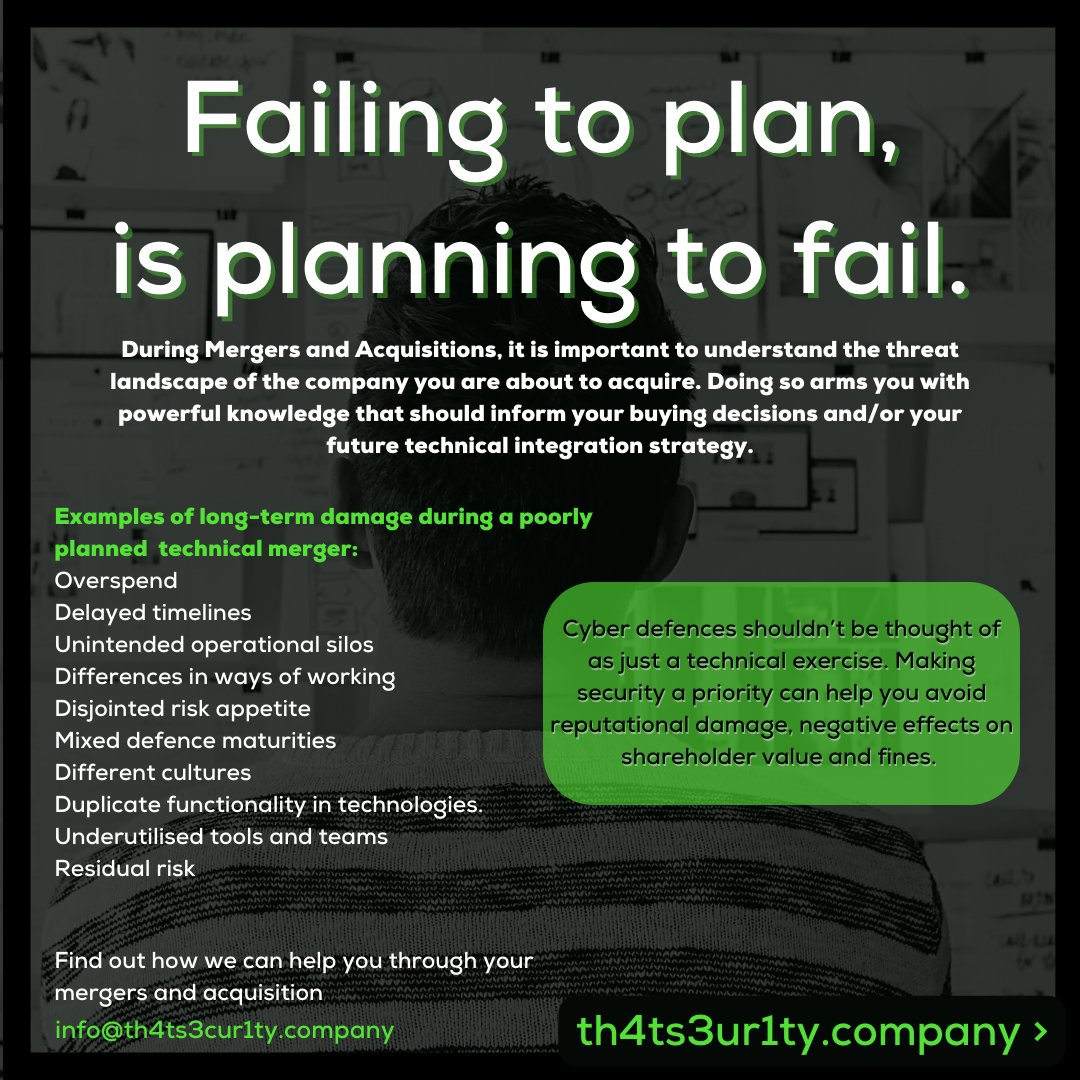 Failing to plan,
is planning to fail.
During Mergers and Acquisitions, it is important to understand the threat
landscape of the company you are about to acquire. Doing so arms you with
powerful knowledge that should inform your buying decisions and/or your
future technical integration strategy.
Examples of long-term damage during a poorly
planned  technical merger:
Overspend
Delayed timelines
Unintended operational silos
Differences in ways of working
Disjointed risk appetite
Mixed defence maturities
Different cultures
Duplicate functionality in technologies.
Underutilised tools and teams
Residual risk
Cyber defences shouldn’t be thought of
as just a technical exercise. Making
security a priority can help you avoid
reputational damage, negative effects on
shareholder value and fines.
Find out how we can help you through your
mergers and acquisition
info@th4ts3cur1ty.company
th4ts3ur1ty.company >